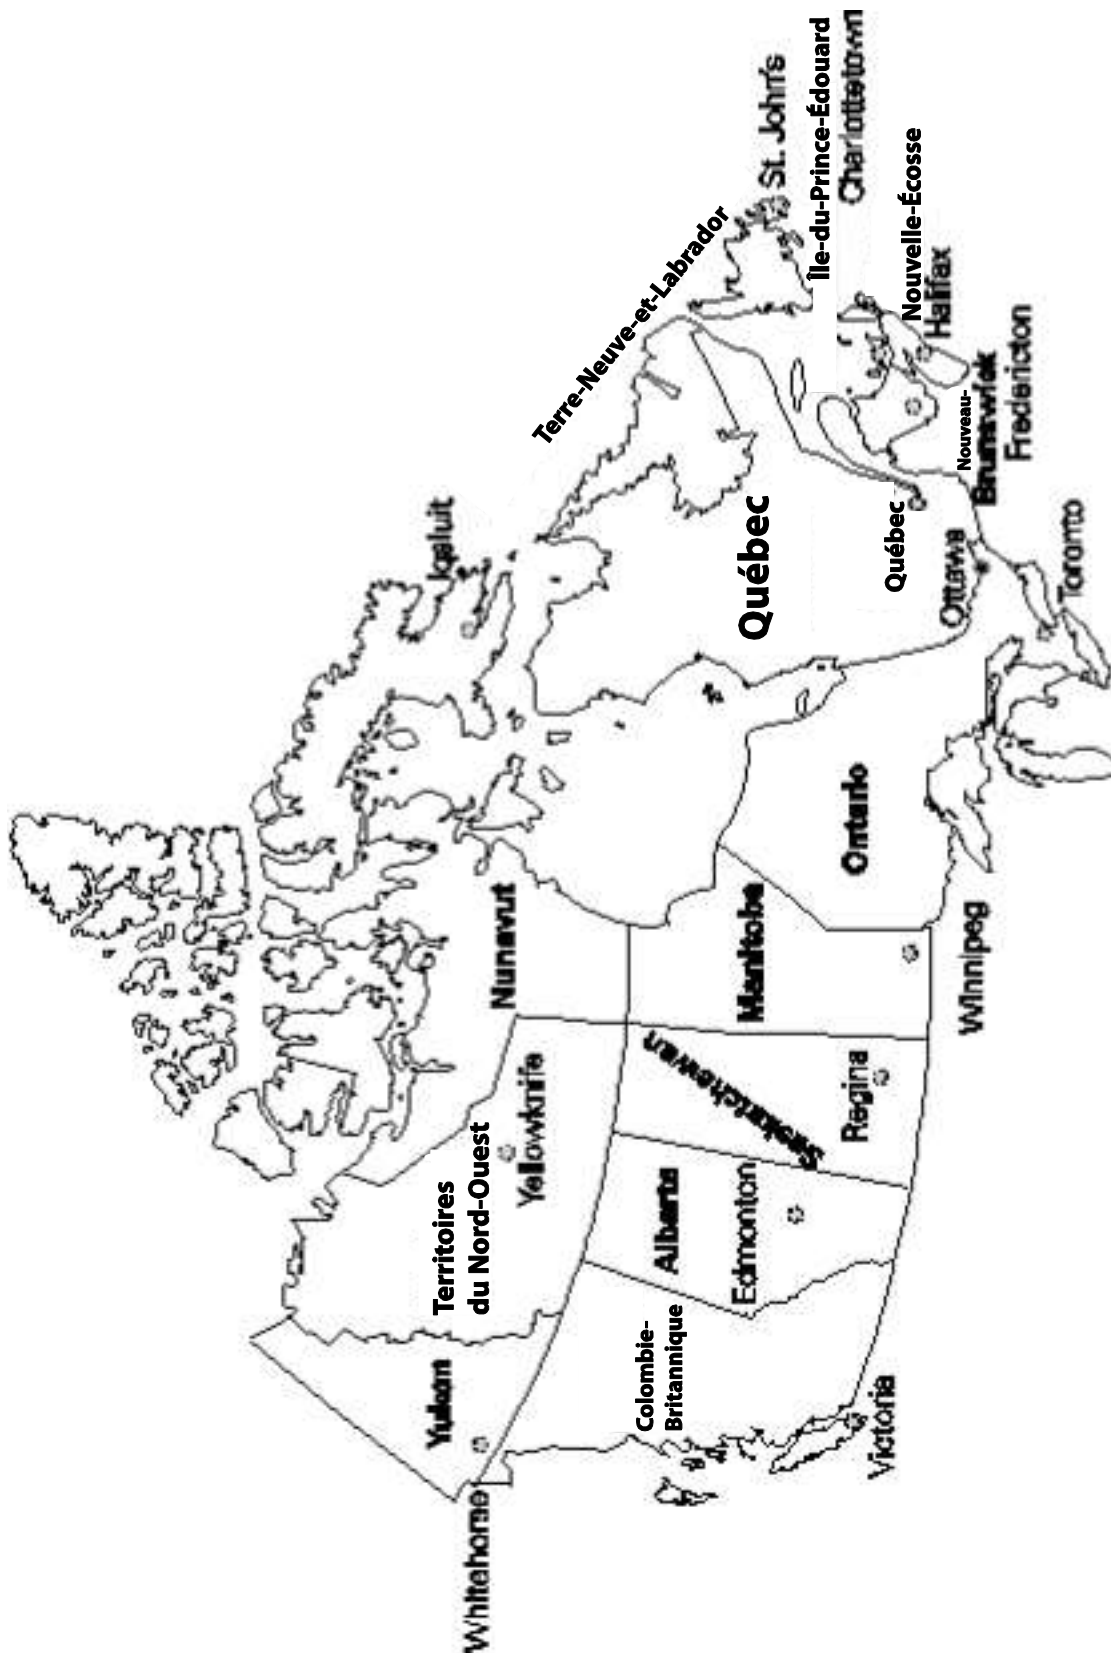 Whitehorse
Yukon
Territoires
du Nord-Ouest
Yellowknife
Nunavut
Iqaluit
Colombie-
Britannique
Victoria
Alberta
Edmonton
Saskatchewan
Regina
Manitoba
Winnipeg
Ontario
Toronto
Ottawa
Québec
Québec
Terre-Neuve-et-Labrador
St. John's
Île-du-Prince-Édouard
Charlottetown
Nouvelle-Écosse
Halifax
Nouveau-
Brunswick
Fredericton